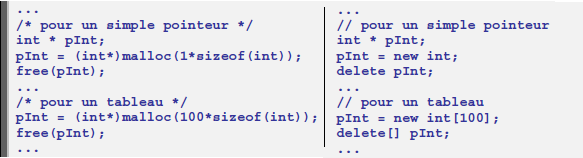 ...
/* pour un simple pointeur */
int * pInt;
pInt = (int*)malloc(1*sizeof(int));
free(pInt);
...
/* pour un tableau */
pInt = (int*)malloc(100*sizeof(int));
free(pInt);
...
...
// pour un simple pointeur
int * pInt;
pInt = new int;
delete pInt;
...
// pour un tableau
pInt = new int[100];
delete[] pInt;
...